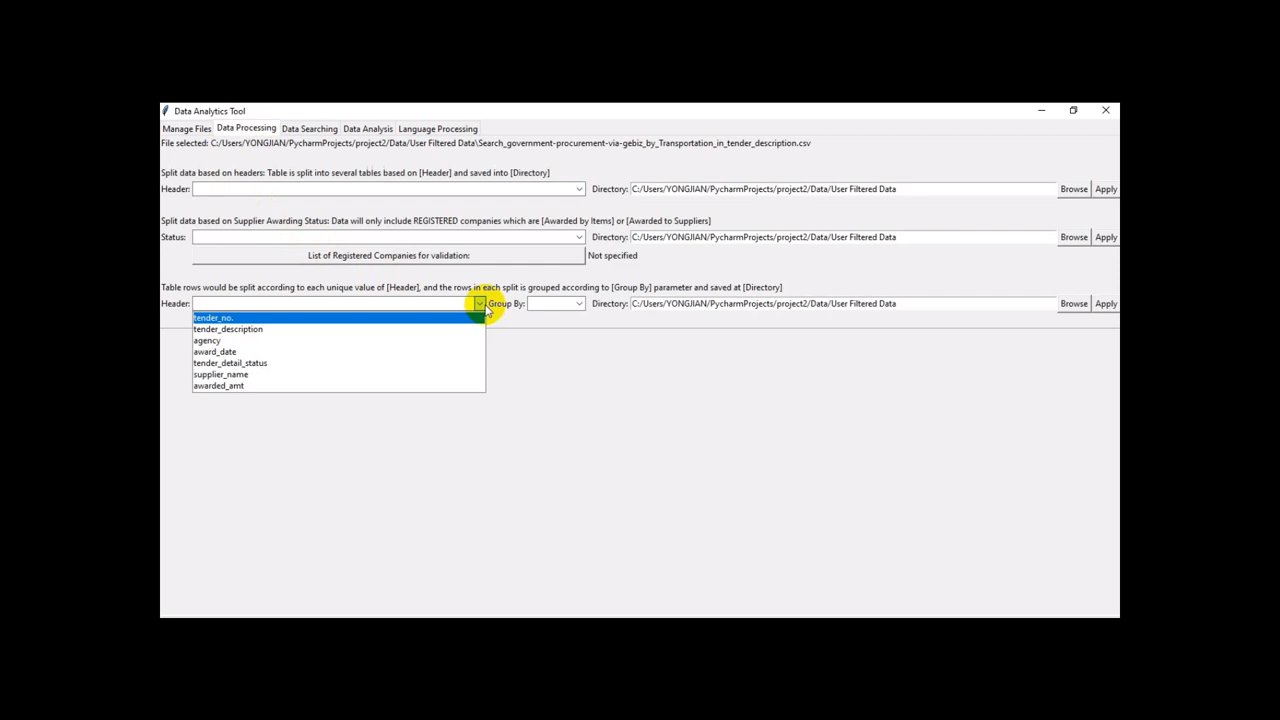 Data Analytics Tool
Manage Files Data Processing Data Searching Data Analysis Language Processing
File selected: C:/Users/YONGJIAN/PycharmProjects/project2/Data/User Filtered Data\Search_government-procurement-via-gebiz_by_Transportation_in_tender_description.csv
Split data based on headers: Table is split into several tables based on [Header] and saved into [Directory]
Header: Directory: C:/Users/YONGJIAN/PycharmProjects/project2/Data/User Filtered Data Browse Apply
Split data based on Supplier Awarding Status: Data will only include REGISTERED companies which are [Awarded by Items] or [Awarded to Suppliers]
Status: Directory: C:/Users/YONGJIAN/PycharmProjects/project2/Data/User Filtered Data Browse Apply
List of Registered Companies for validation: Not specified
Table rows would be split according to each unique value of [Header], and the rows in each split is grouped according to [Group By] parameter and saved at [Directory]
Header: Group By: Directory: C:/Users/YONGJIAN/PycharmProjects/project2/Data/User Filtered Data Browse Apply
tender_no.
tender_description
agency
award_date
tender_detail_status
supplier_name
awarded_amt